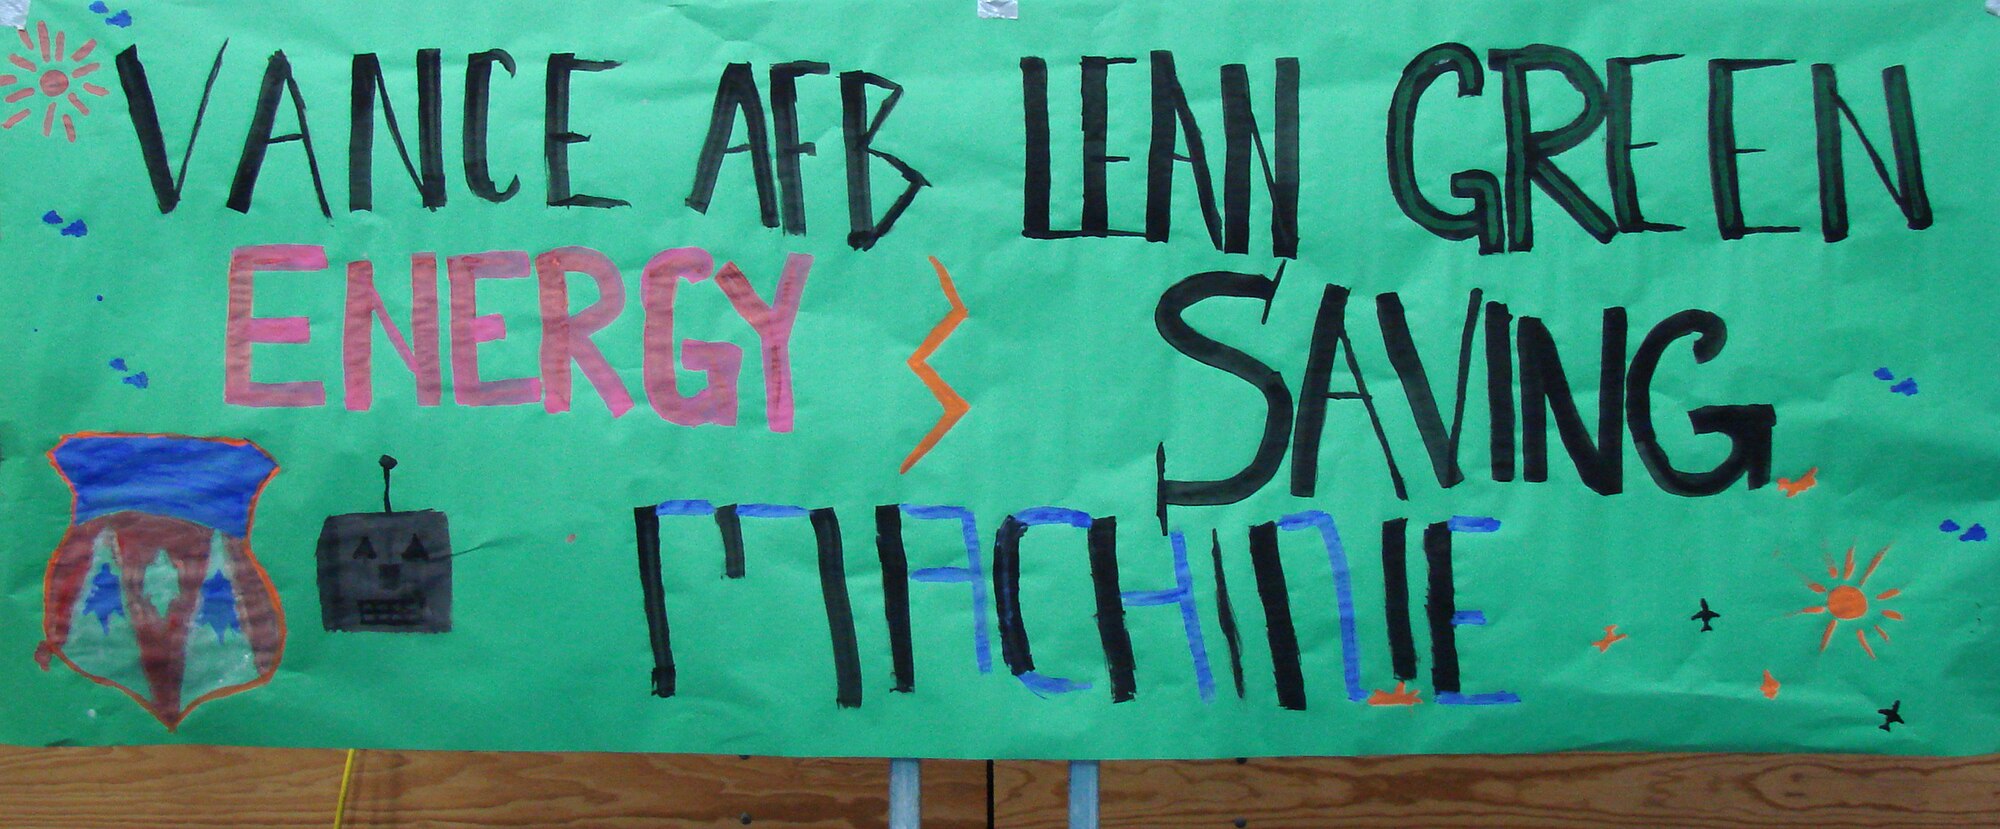 VANCE AFB LEAN GREEN
ENERGY SAVING
MACHINE